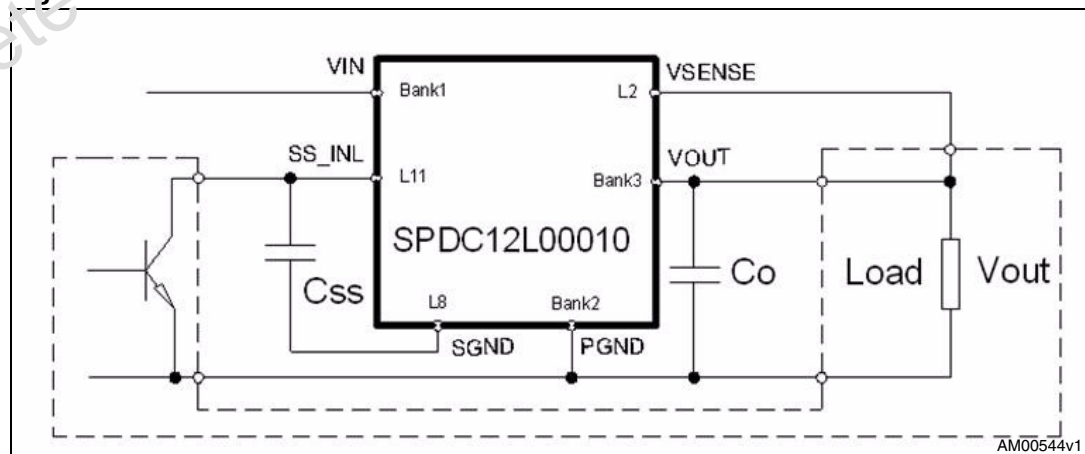 VIN
VSENSE
Bank1
L2
SS_INL
VOUT
L11
Bank3
SPDC12L00010
Css
Co
Load
Vout
L8
Bank2
SGND
PGND
AM00544v1